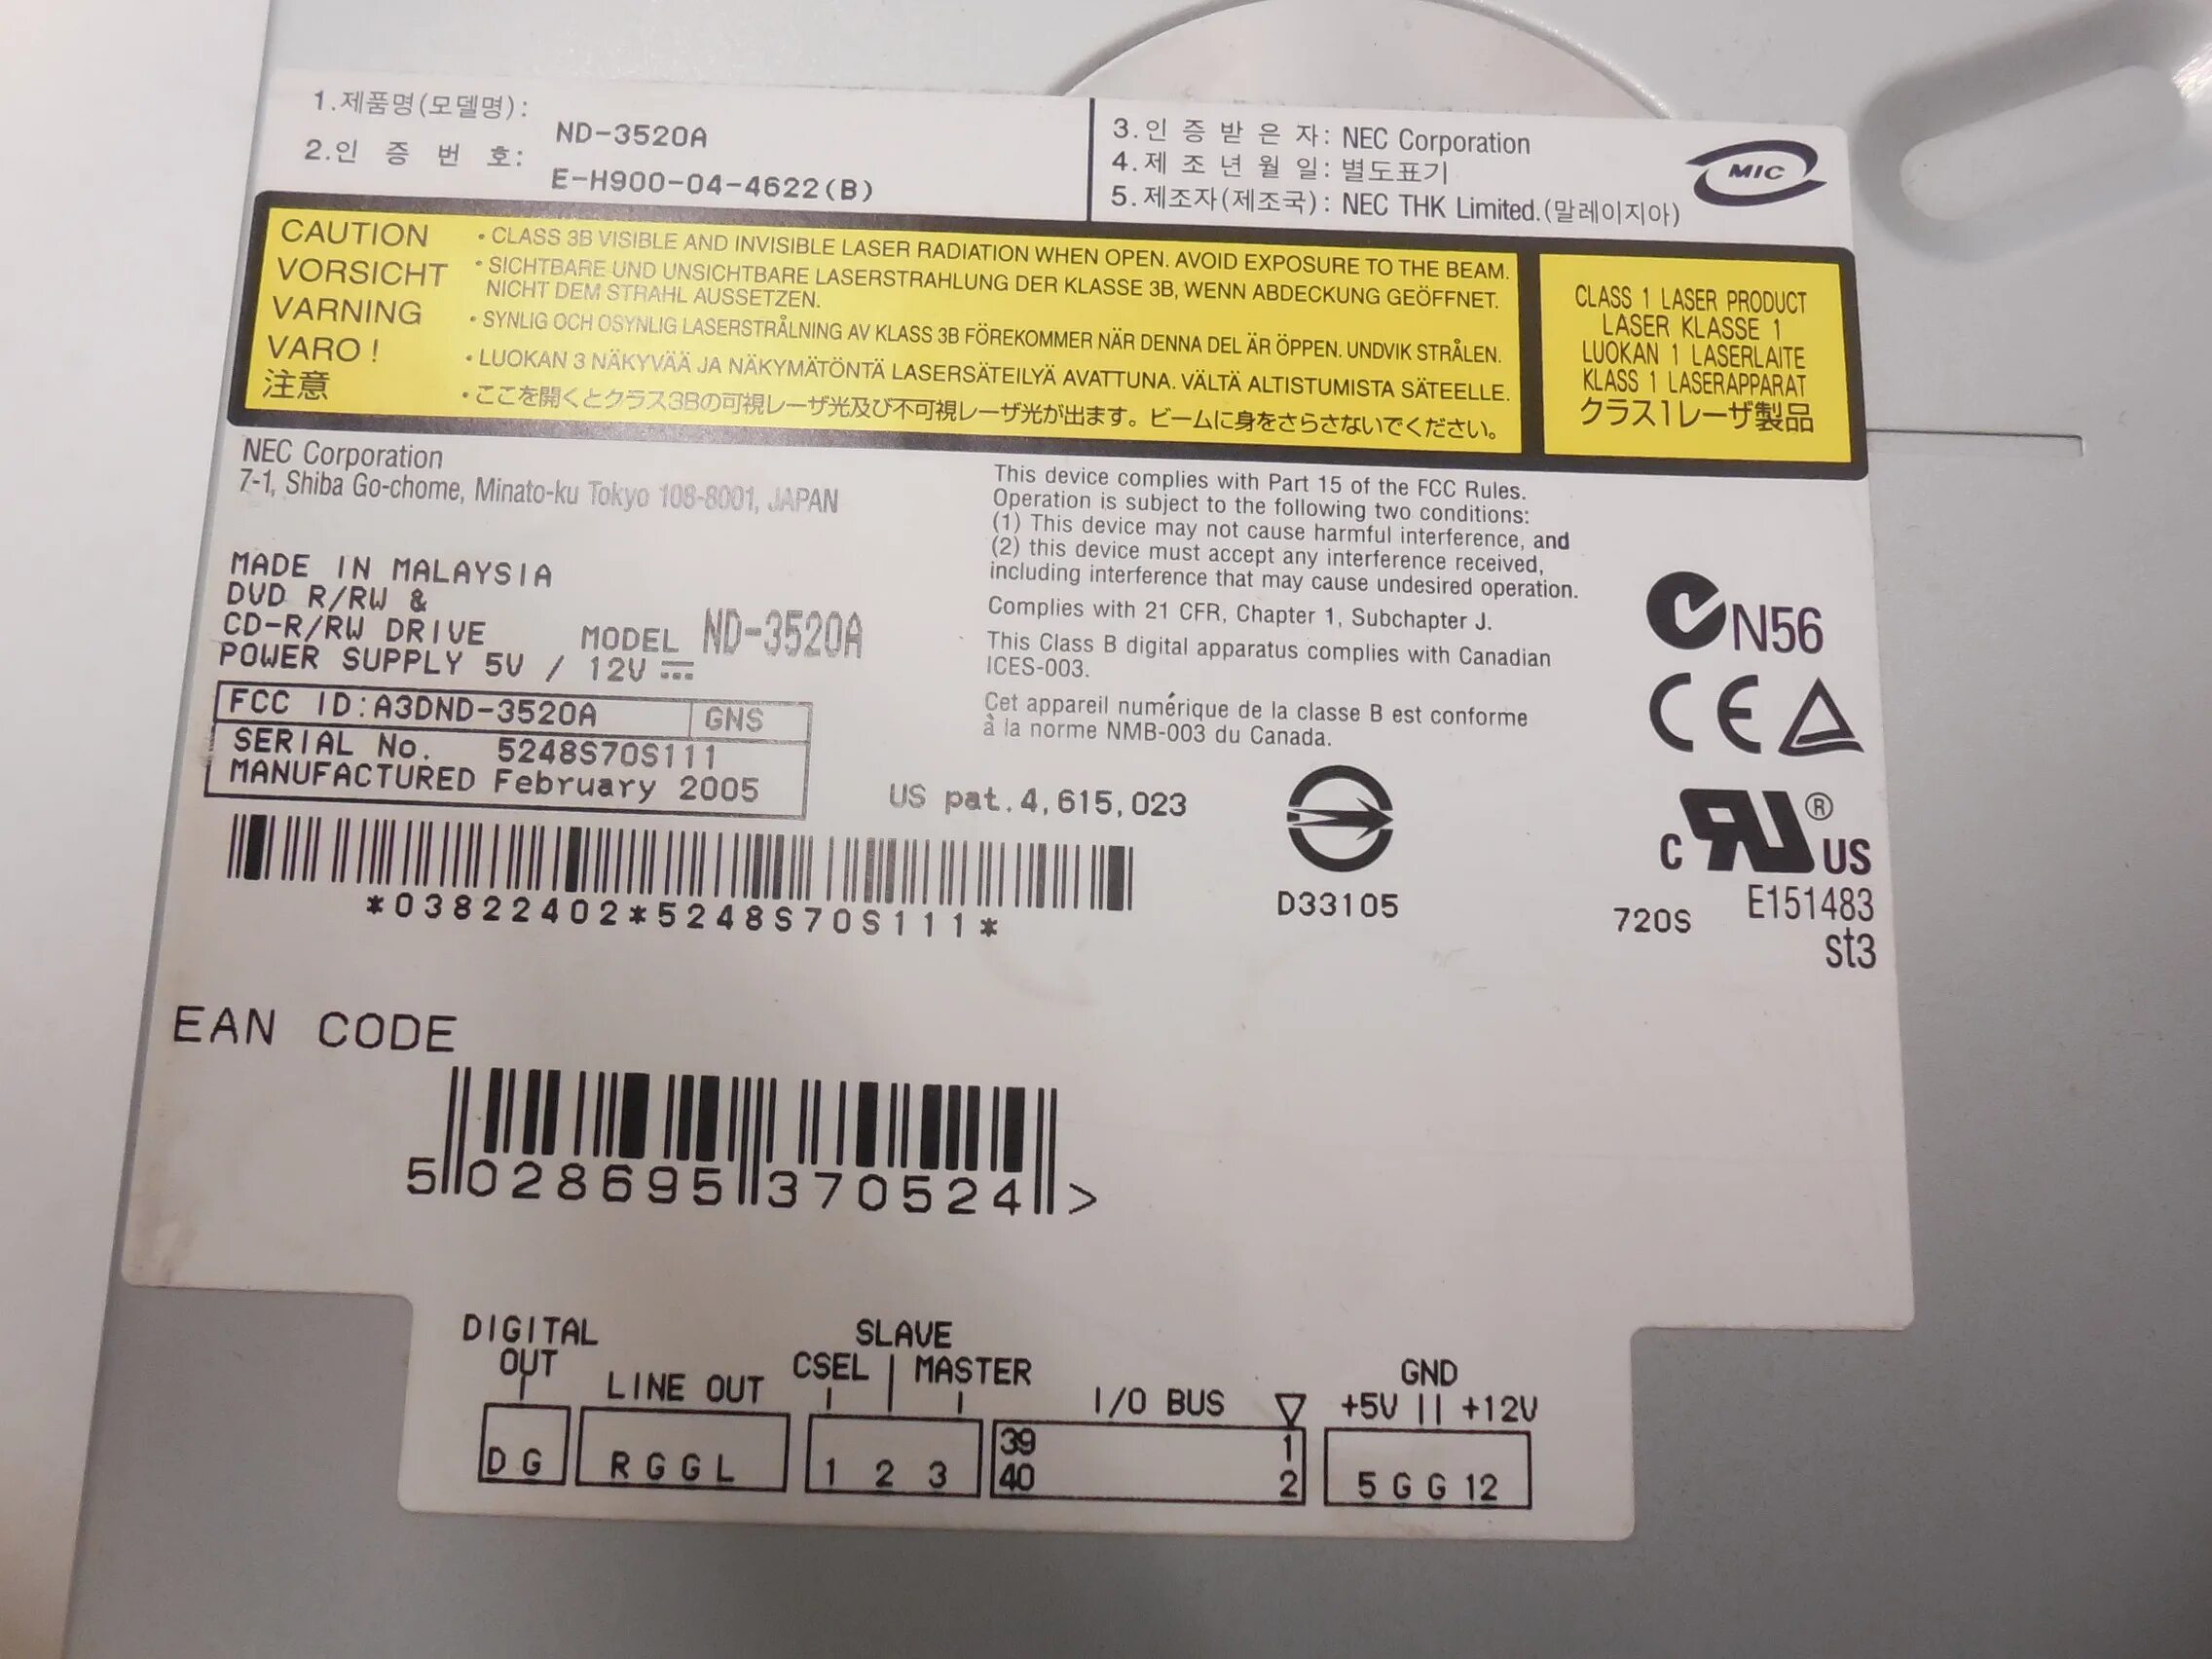 1.제품명(모델명):
ND-3520A
2.인 증 번 호:
E-H900-04-4622(B)
3.인 증 받 은 자: NEC Corporation
4.제 조 년 월 일: 별도표기
5.제조자(제조국): NEC THK Limited.(말레이지아)
MIC
CAUTION
VORSICHT
VARNING
VARO !
注意
• CLASS 3B VISIBLE AND INVISIBLE LASER RADIATION WHEN OPEN. AVOID EXPOSURE TO THE BEAM.
• SICHTBARE UND UNSICHTBARE LASERSTRAHLUNG DER KLASSE 3B, WENN ABDECKUNG GEÖFFNET.
NICHT DEM STRAHL AUSSETZEN.
• SYNLIG OCH OSYNLIG LASERSTRÅLNING AV KLASS 3B FÖREKOMMER NÄR DENNA DEL ÄR ÖPPEN. UNDVIK STRÅLEN.
• LUOKAN 3 NÄKYVÄÄ JA NÄKYMÄTÖNTÄ LASERSÄTEILYÄ AVATTUNA. VÄLTÄ ALTISTUMISTA SÄTEELLE.
• ここを開くとクラス3Bの可視レーザ光及び不可視レーザ光が出ます。ビームに身をさらさないでください。
CLASS 1 LASER PRODUCT
LASER KLASSE 1
LUOKAN 1 LASERLAITE
KLASS 1 LASERAPPARAT
クラス1レーザ製品
NEC Corporation
7-1, Shiba Go-chome, Minato-ku Tokyo 108-8001, JAPAN
MADE IN MALAYSIA
DVD R/RW &
CD-R/RW DRIVE MODEL ND-3520A
POWER SUPPLY 5V / 12V
FCC ID:A3DND-3520A GNS
SERIAL No. 5248S70S111
MANUFACTURED February 2005
This device complies with Part 15 of the FCC Rules.
Operation is subject to the following two conditions:
(1) This device may not cause harmful interference, and
(2) this device must accept any interference received,
including interference that may cause undesired operation.
Complies with 21 CFR, Chapter 1, Subchapter J.
This Class B digital apparatus complies with Canadian
ICES-003.
Cet appareil numérique de la classe B est conforme
à la norme NMB-003 du Canada.
US pat.4,615,023
D33105
N56
CE
c RU ® US
E151483
720S
st3
*03822402*5248S70S111*
EAN CODE
5 028695 370524 >
DIGITAL
OUT
LINE OUT
SLAVE
CSEL MASTER
I/O BUS
GND
+5V +12V
D G
R G G L
1 2 3
39 1
40 2
5 G G 12